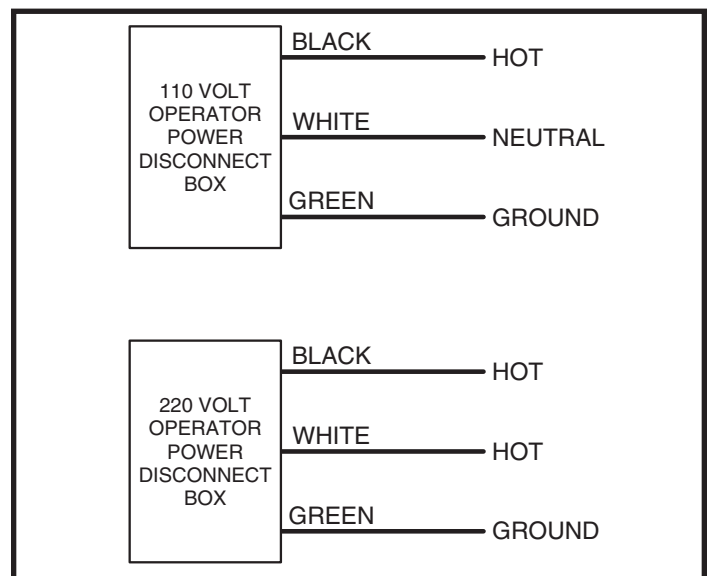 110 VOLT
OPERATOR
POWER
DISCONNECT
BOX
BLACK
HOT
WHITE
NEUTRAL
GREEN
GROUND
220 VOLT
OPERATOR
POWER
DISCONNECT
BOX
BLACK
HOT
WHITE
HOT
GREEN
GROUND